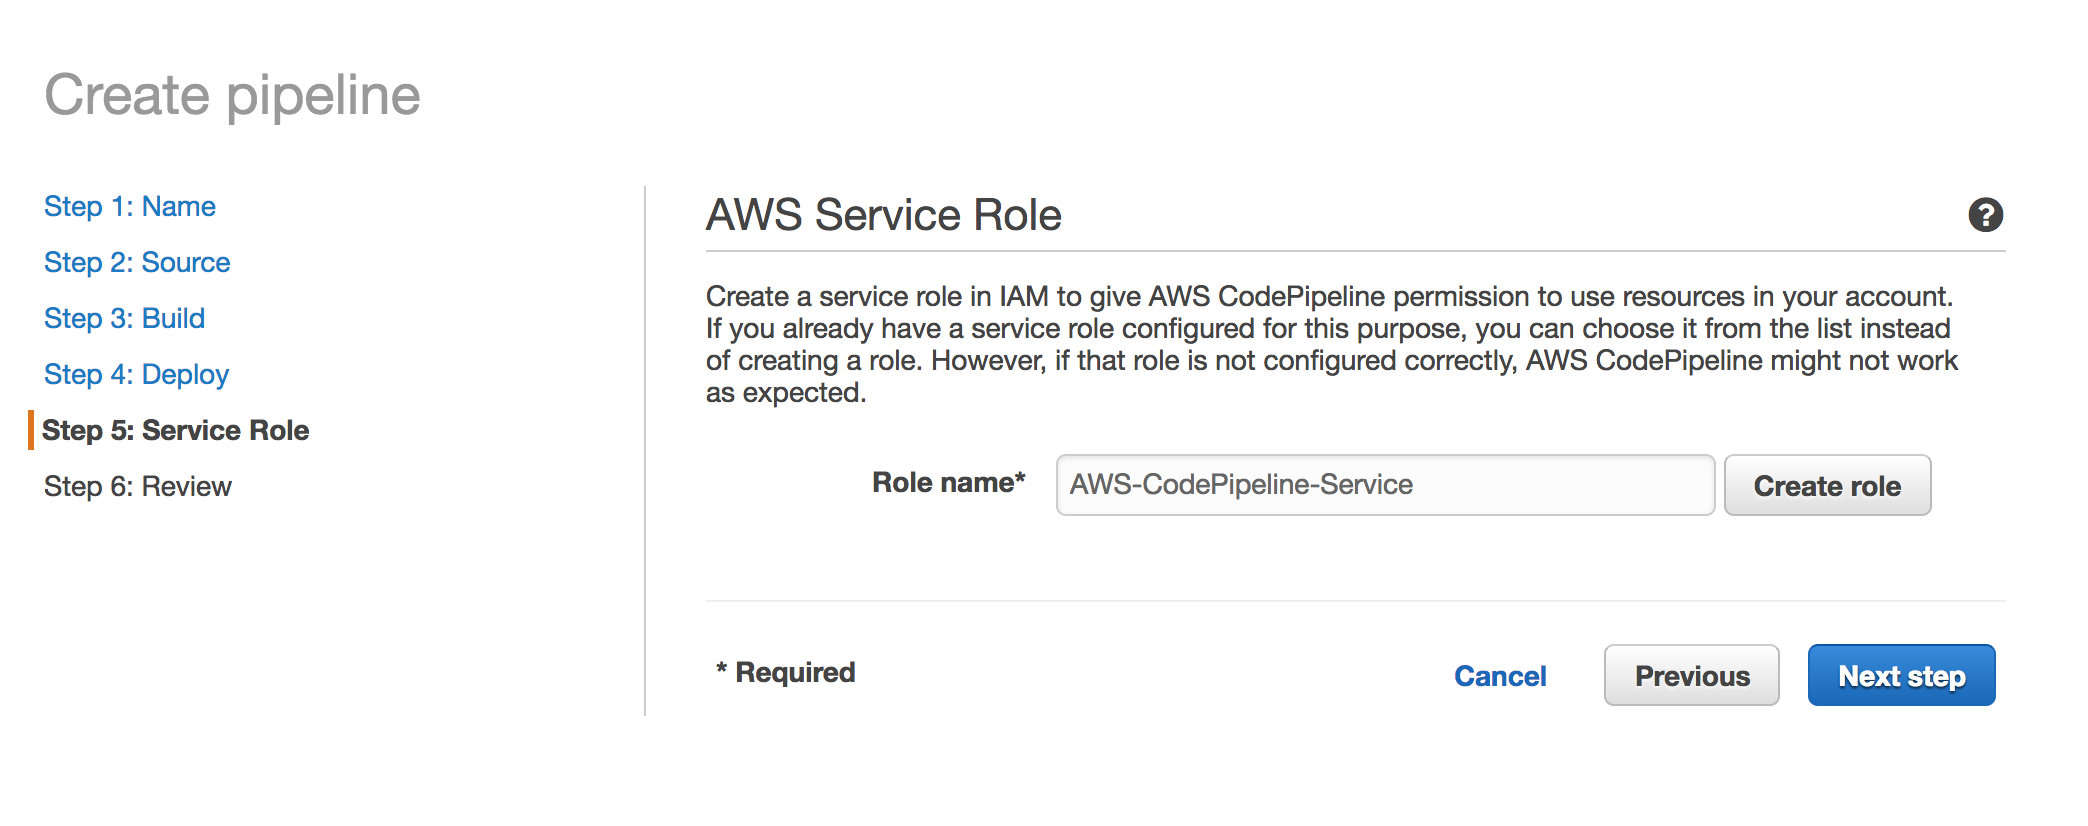 Create pipeline
Step 1: Name
Step 2: Source
Step 3: Build
Step 4: Deploy
Step 5: Service Role
Step 6: Review
AWS Service Role
?
Create a service role in IAM to give AWS CodePipeline permission to use resources in your account.
If you already have a service role configured for this purpose, you can choose it from the list instead
of creating a role. However, if that role is not configured correctly, AWS CodePipeline might not work
as expected.
Role name* AWS-CodePipeline-Service Create role
* Required Cancel Previous Next step